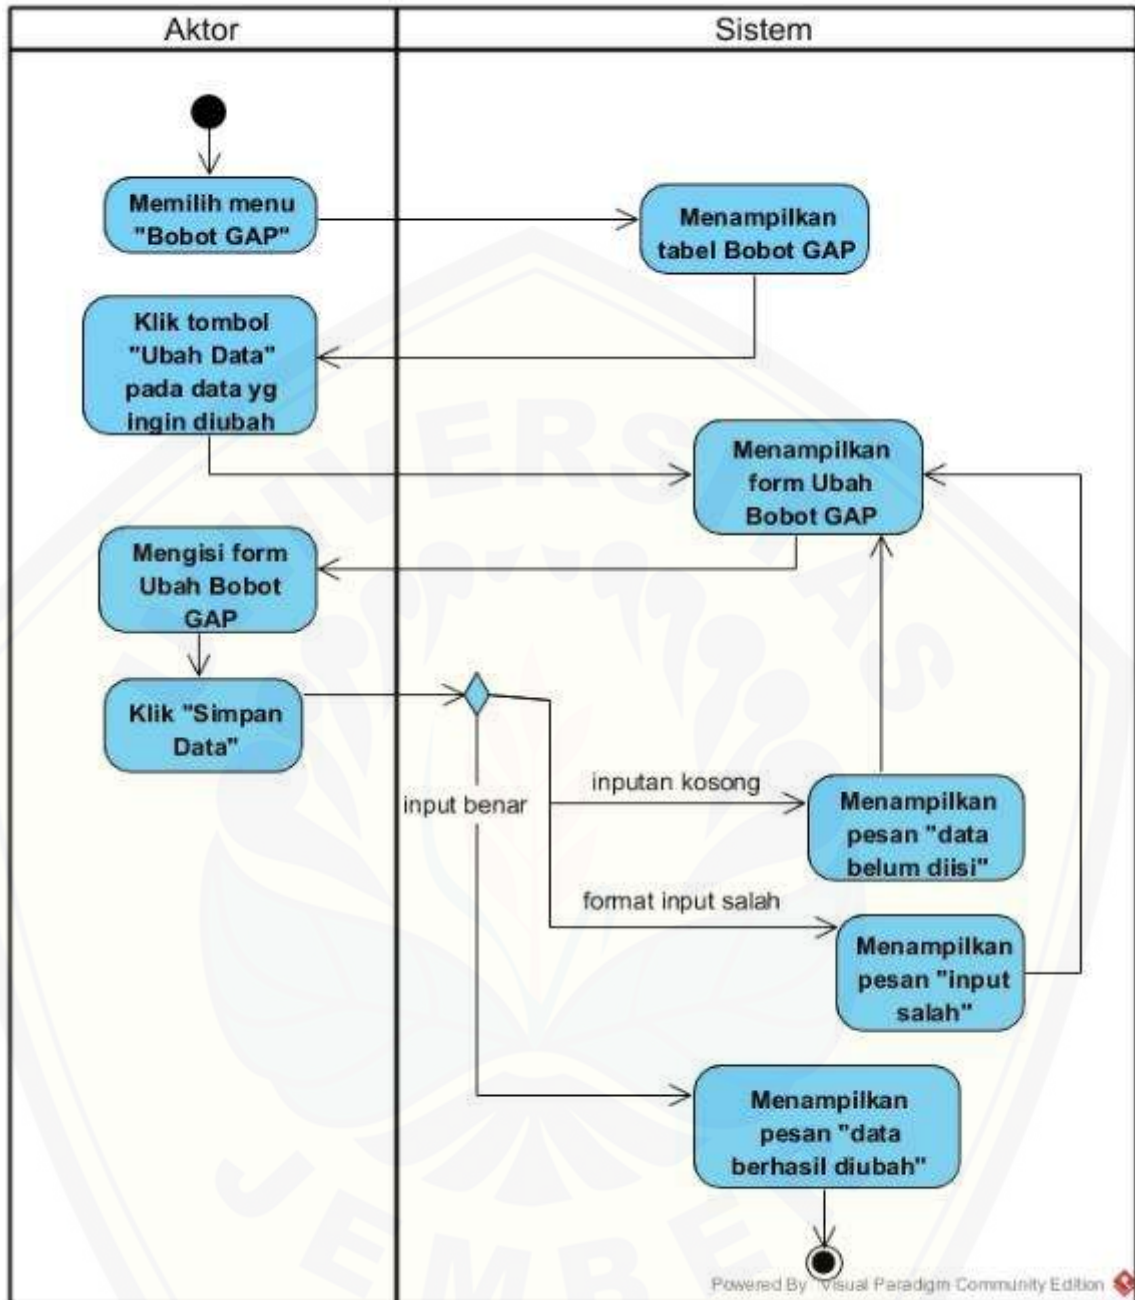 Aktor
Sistem
Memilih menu
"Bobot GAP"
Menampilkan
tabel Bobot GAP
Klik tombol
"Ubah Data"
pada data yg
ingin diubah
Menampilkan
form Ubah
Bobot GAP
Mengisi form
Ubah Bobot
GAP
Klik "Simpan
Data"
input benar
inputan kosong
Menampilkan
pesan "data
belum diisi"
format input salah
Menampilkan
pesan "input
salah"
Menampilkan
pesan "data
berhasil diubah"
UNIVERSITAS
JEMBER
Powered By Visual Paradigm Community Edition